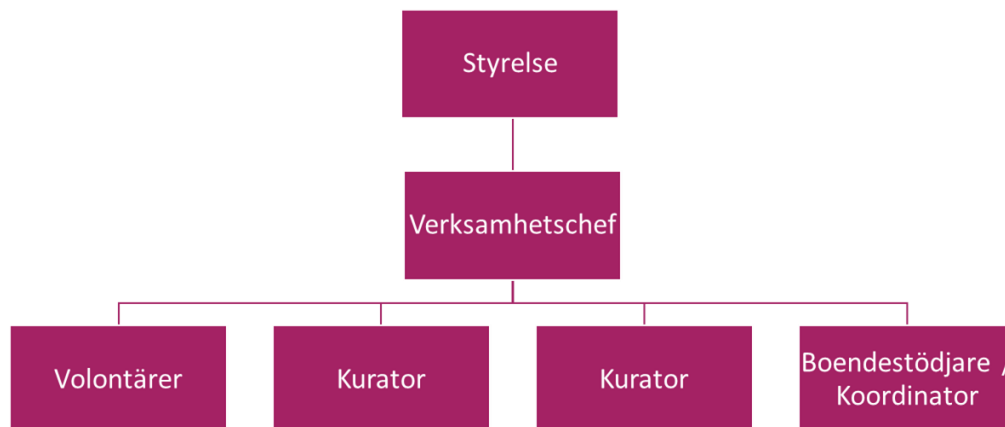 Styrelse
Verksamhetschef
Volontärer
Kurator
Kurator
Boendestödjare /
Koordinator